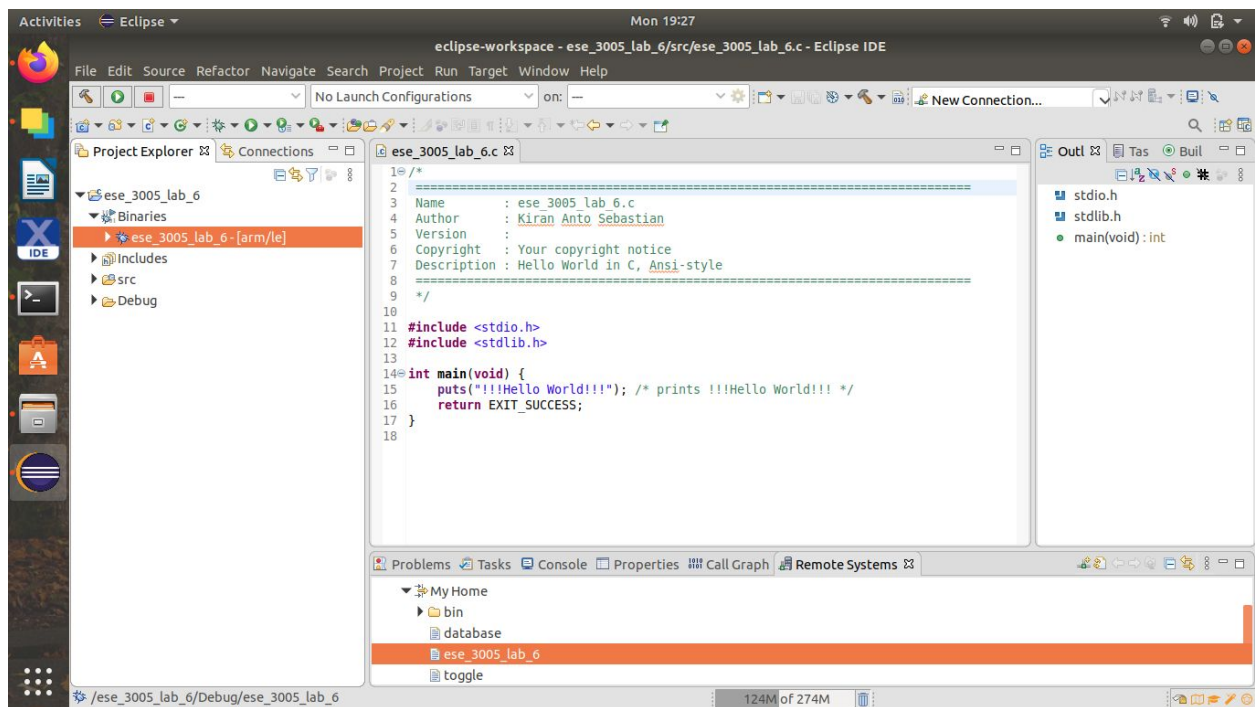 Activities Eclipse Mon 19:27
eclipse-workspace - ese_3005_lab_6/src/ese_3005_lab_6.c - Eclipse IDE
File Edit Source Refactor Navigate Search Project Run Target Window Help
--- No Launch Configurations on: --- New Connection...
Project Explorer Connections
ese_3005_lab_6
Binaries
ese_3005_lab_6 - [arm/le]
Includes
src
Debug
ese_3005_lab_6.c
1 /*
2 ============================================================================
3 Name : ese_3005_lab_6.c
4 Author : Kiran Anto Sebastian
5 Version :
6 Copyright : Your copyright notice
7 Description : Hello World in C, Ansi-style
8 ============================================================================
9 */
10
11 #include <stdio.h>
12 #include <stdlib.h>
13
14 int main(void) {
15 puts("!!!Hello World!!!"); /* prints !!!Hello World!!! */
16 return EXIT_SUCCESS;
17 }
18
Outl Tas Buil
stdio.h
stdlib.h
main(void) : int
Problems Tasks Console Properties Call Graph Remote Systems
My Home
bin
database
ese_3005_lab_6
toggle
/ese_3005_lab_6/Debug/ese_3005_lab_6 124M of 274M
IDE